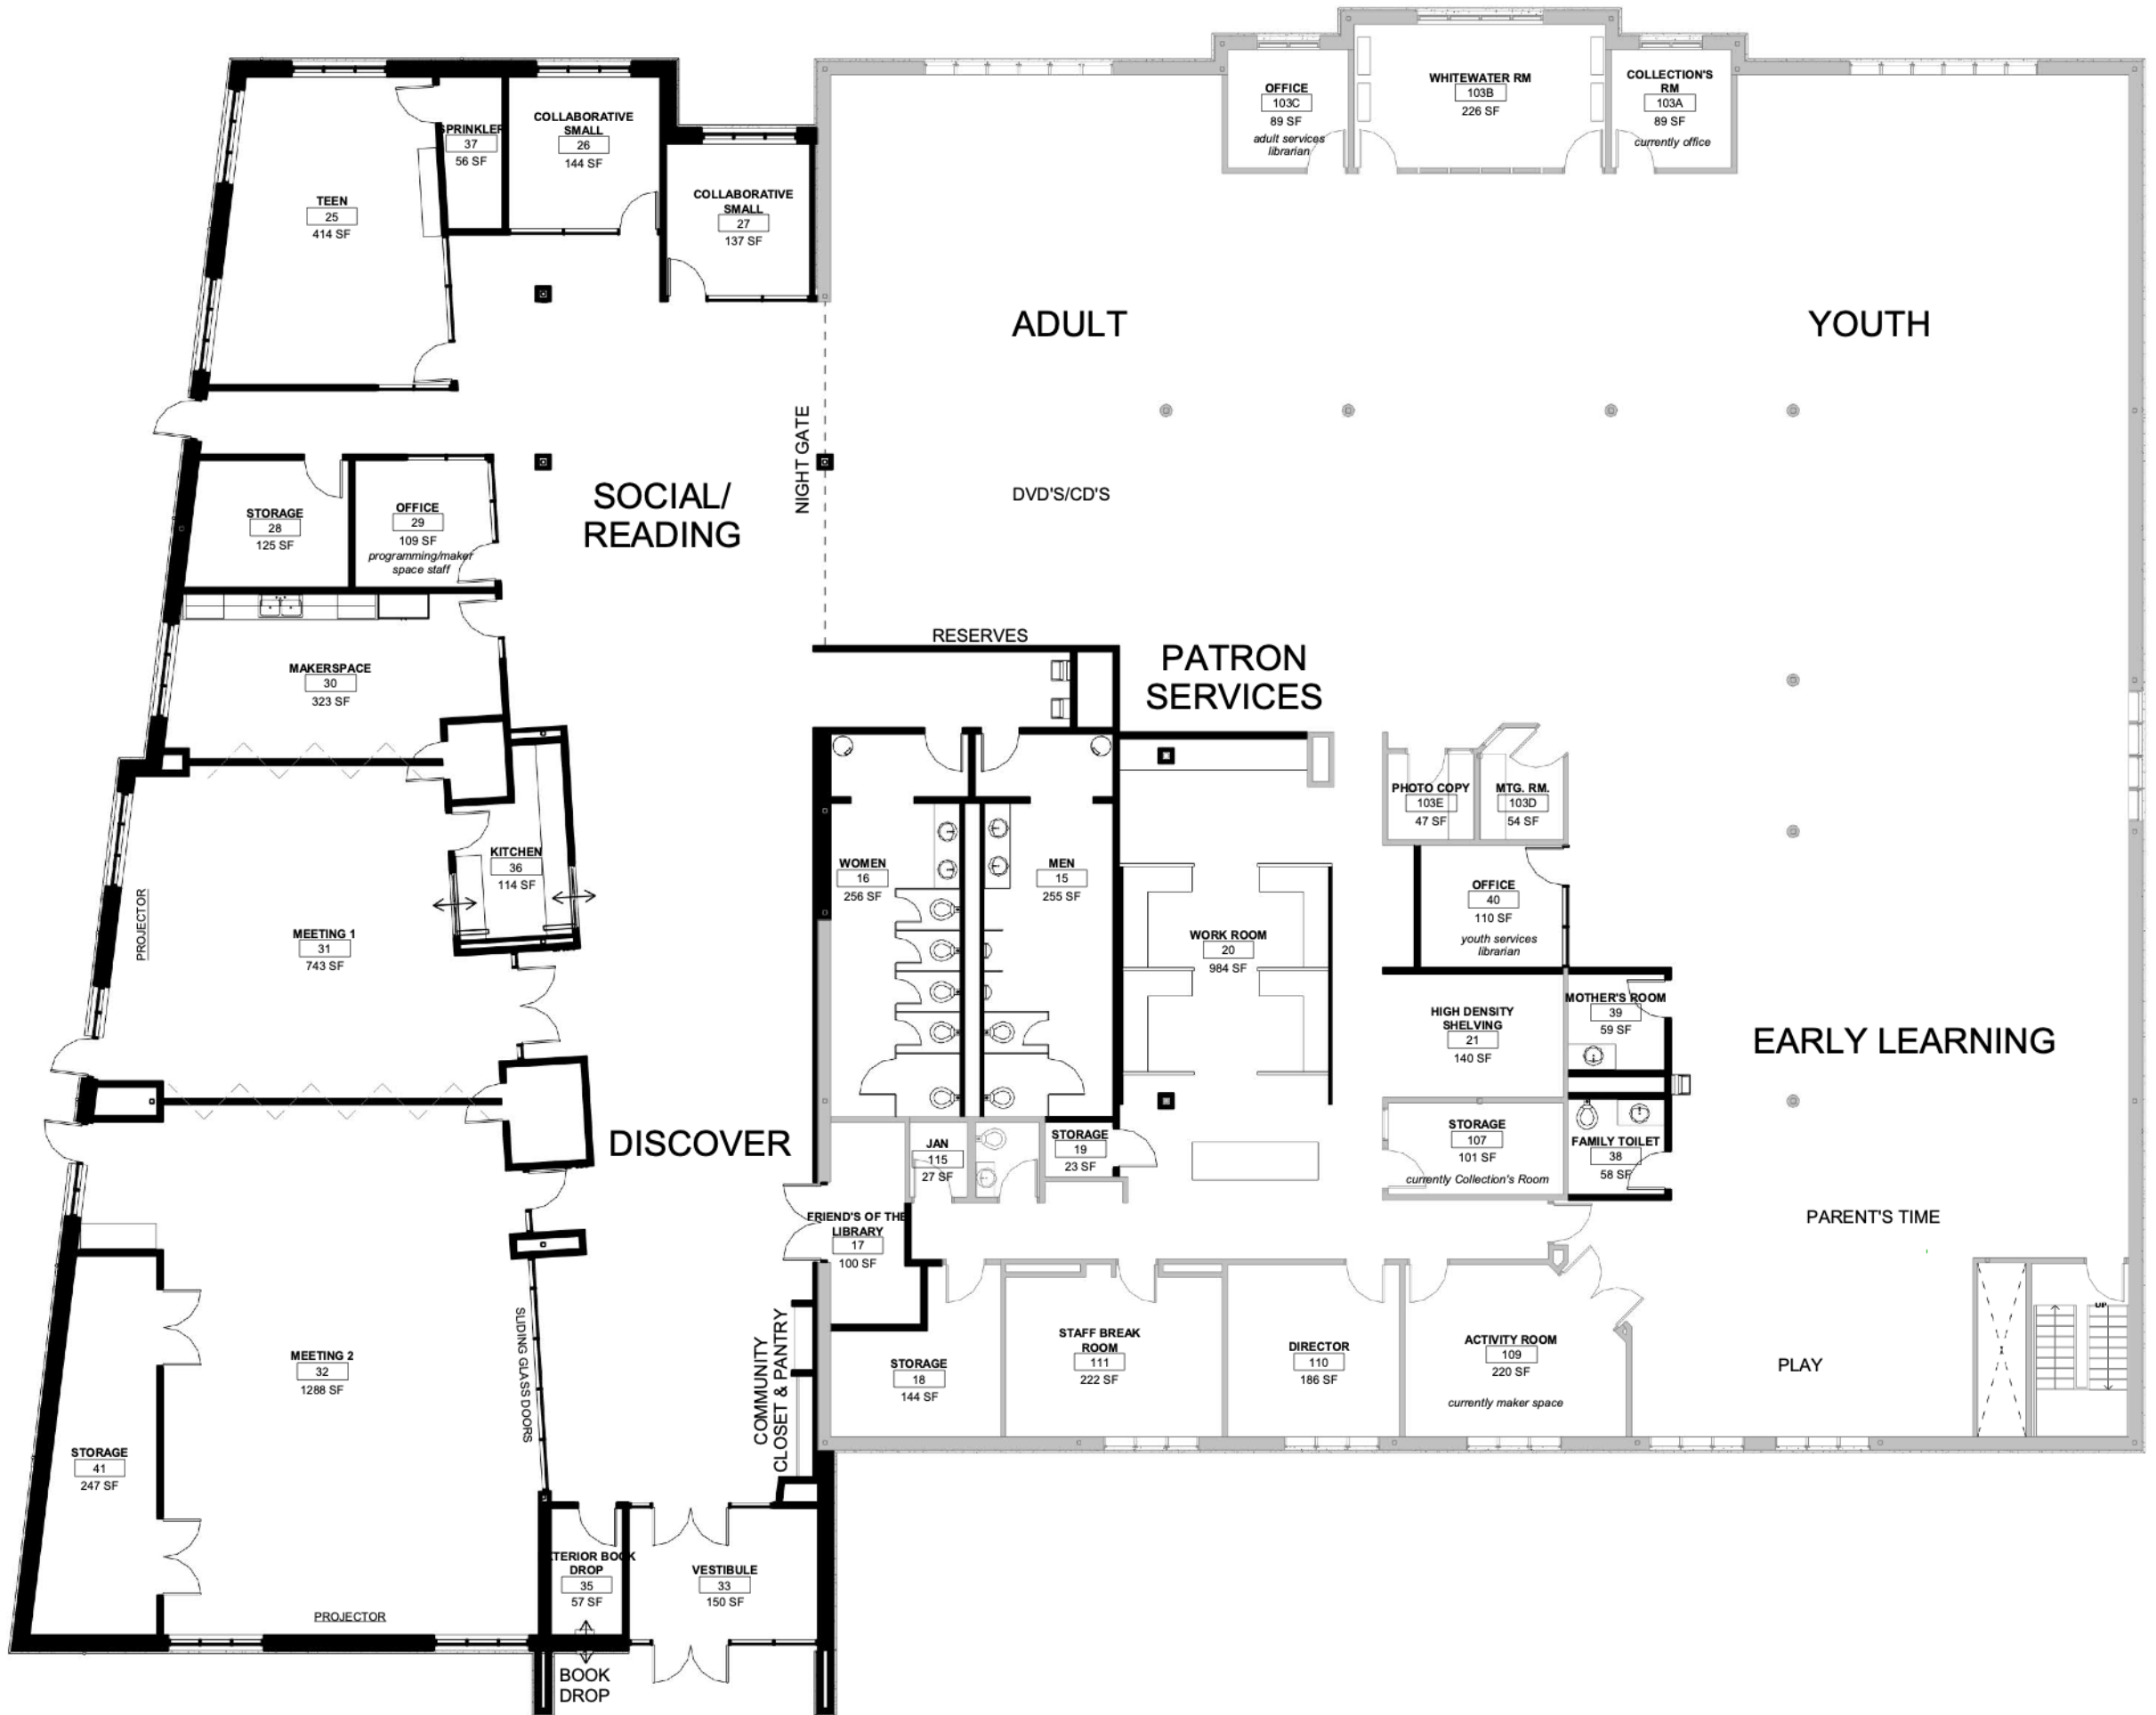 OFFICE
103C
89 SF
adult services
librarian
WHITEWATER RM
103B
226 SF
COLLECTION'S
RM
103A
89 SF
currently office
TEEN
25
414 SF
SPRINKLER
37
56 SF
COLLABORATIVE
SMALL
26
144 SF
COLLABORATIVE
SMALL
27
137 SF
ADULT
YOUTH
NIGHT GATE
DVD'S/CD'S
SOCIAL/
READING
STORAGE
28
125 SF
OFFICE
29
109 SF
programming/maker
space staff
RESERVES
PATRON
SERVICES
MAKERSPACE
30
323 SF
PHOTO COPY
103E
47 SF
MTG. RM.
103D
54 SF
KITCHEN
36
114 SF
WOMEN
16
256 SF
MEN
15
255 SF
OFFICE
40
110 SF
youth services
librarian
PROJECTOR
MEETING 1
31
743 SF
WORK ROOM
20
984 SF
HIGH DENSITY
SHELVING
21
140 SF
MOTHER'S ROOM
39
59 SF
EARLY LEARNING
DISCOVER
JAN
115
27 SF
STORAGE
19
23 SF
STORAGE
107
101 SF
currently Collection's Room
FAMILY TOILET
38
58 SF
FRIEND'S OF THE
LIBRARY
17
100 SF
PARENT'S TIME
UP
SLIDING GLASS DOORS
COMMUNITY
CLOSET & PANTRY
MEETING 2
32
1288 SF
STORAGE
18
144 SF
STAFF BREAK
ROOM
111
222 SF
DIRECTOR
110
186 SF
ACTIVITY ROOM
109
220 SF
currently maker space
PLAY
STORAGE
41
247 SF
TERIOR BOOK
DROP
35
57 SF
VESTIBULE
33
150 SF
PROJECTOR
BOOK
DROP